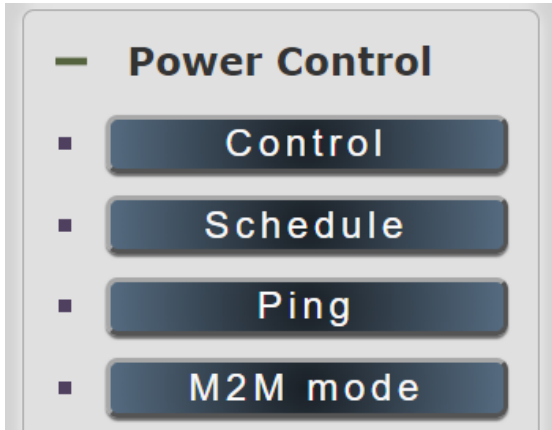 Power Control
Control
Schedule
Ping
M2M mode